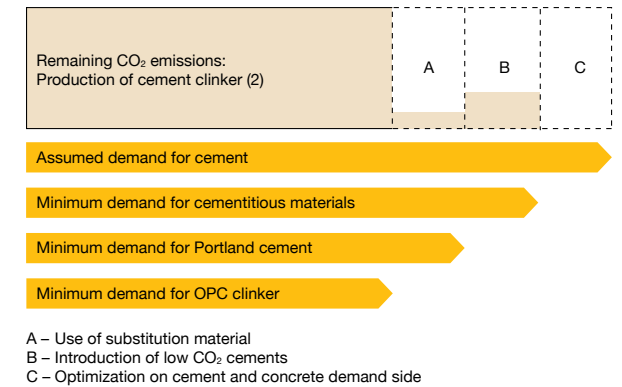 Remaining CO₂ emissions:
Production of cement clinker (2)
A
B
C
Assumed demand for cement
Minimum demand for cementitious materials
Minimum demand for Portland cement
Minimum demand for OPC clinker
A – Use of substitution material
B – Introduction of low CO₂ cements
C – Optimization on cement and concrete demand side